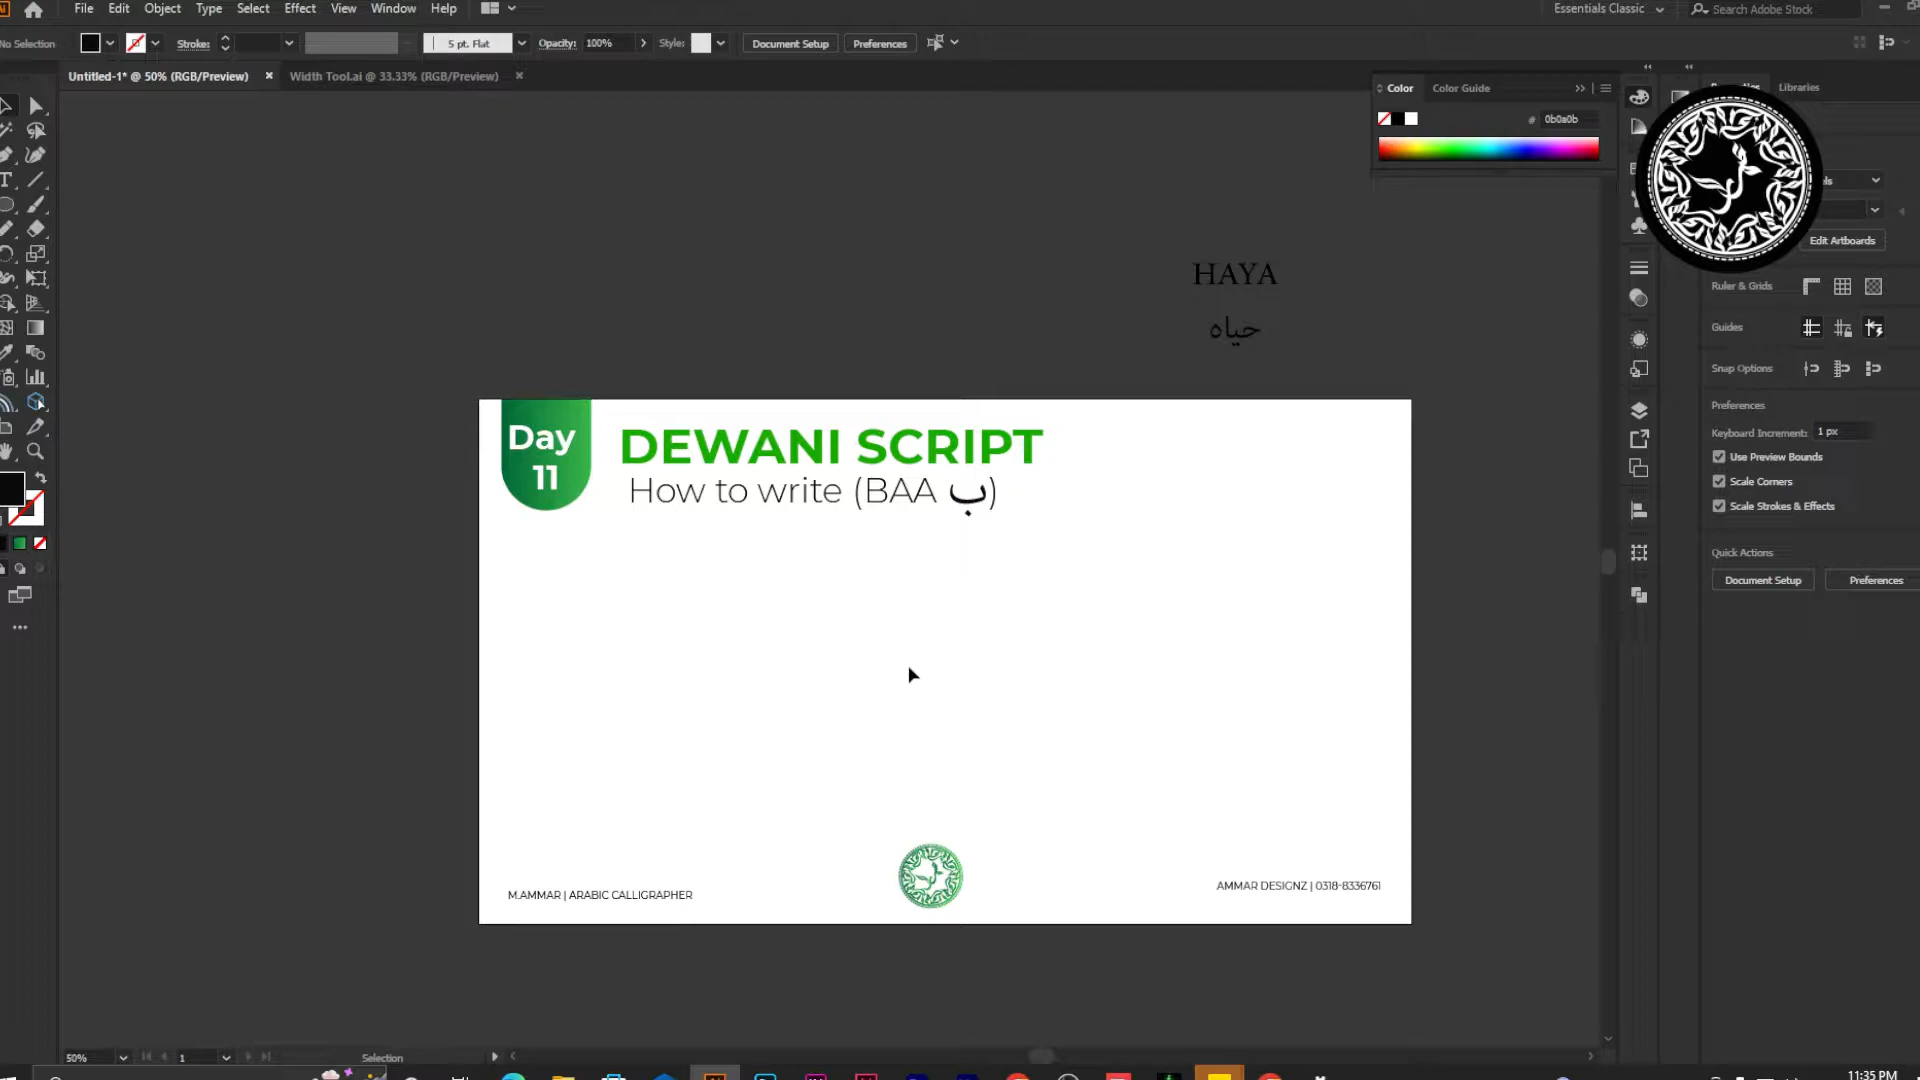 File Edit Object Type Select Effect View Window Help
Essentials Classic
Search Adobe Stock
No Selection
Stroke:
5 pt. Flat
Opacity: 100%
Style:
Document Setup
Preferences
Untitled-1* @ 50% (RGB/Preview)
Width Tool.ai @ 33.33% (RGB/Preview)
Color
Color Guide
# 0b0a0b
Libraries
Edit Artboards
Ruler & Grids
Guides
Snap Options
Preferences
Keyboard Increment: 1 px
Use Preview Bounds
Scale Corners
Scale Strokes & Effects
Quick Actions
Document Setup
Preferences
HAYA
حياه
Day
11
DEWANI SCRIPT
How to write (BAA ب)
M.AMMAR | ARABIC CALLIGRAPHER
AMMAR DESIGNZ | 0318-8336761
50%
1
Selection
11:35 PM